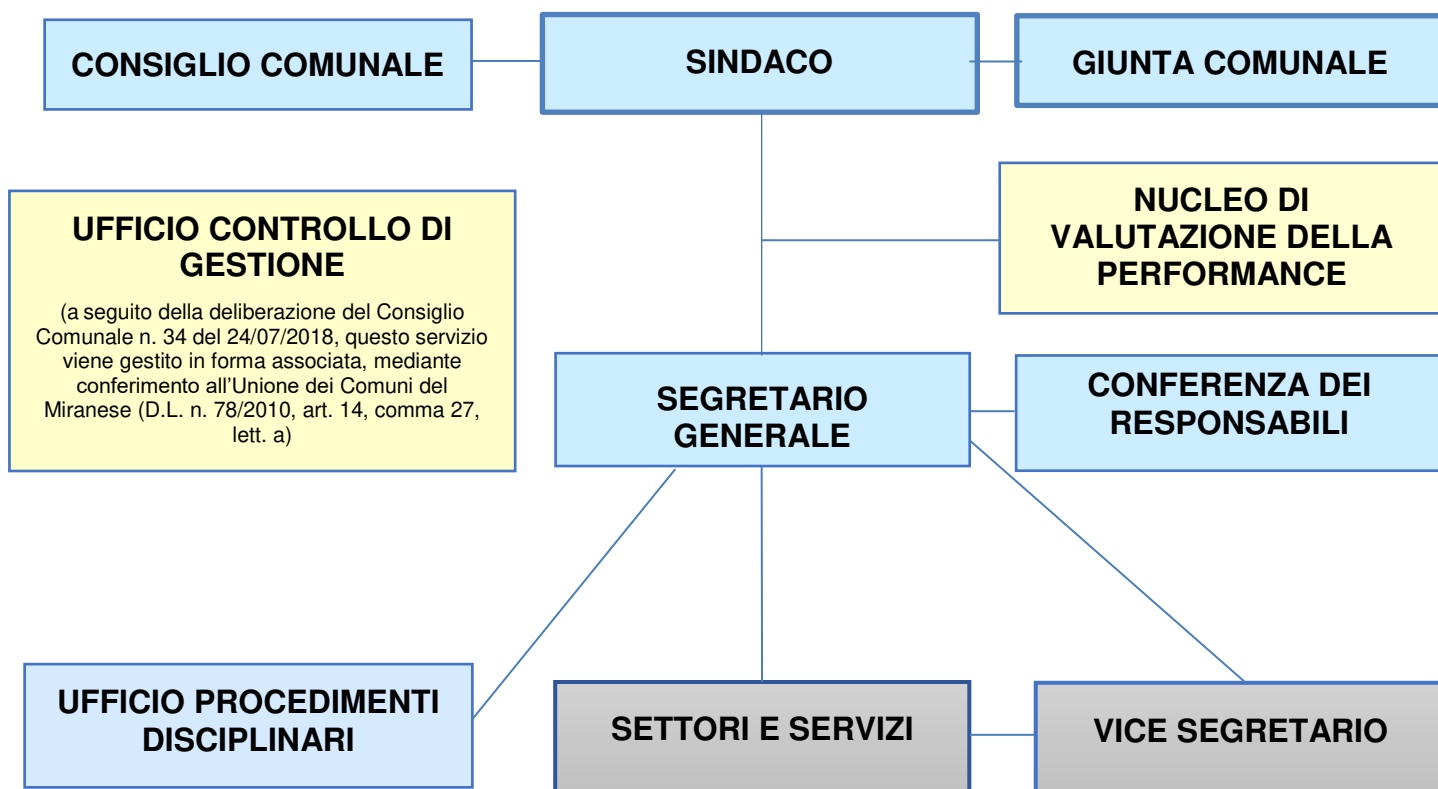 CONSIGLIO COMUNALE
SINDACO
GIUNTA COMUNALE
UFFICIO CONTROLLO DI
GESTIONE
(a seguito della deliberazione del Consiglio
Comunale n. 34 del 24/07/2018, questo servizio
viene gestito in forma associata, mediante
conferimento all’Unione dei Comuni del
Miranese (D.L. n. 78/2010, art. 14, comma 27,
lett. a)
NUCLEO DI
VALUTAZIONE DELLA
PERFORMANCE
SEGRETARIO
GENERALE
CONFERENZA DEI
RESPONSABILI
UFFICIO PROCEDIMENTI
DISCIPLINARI
SETTORI E SERVIZI
VICE SEGRETARIO